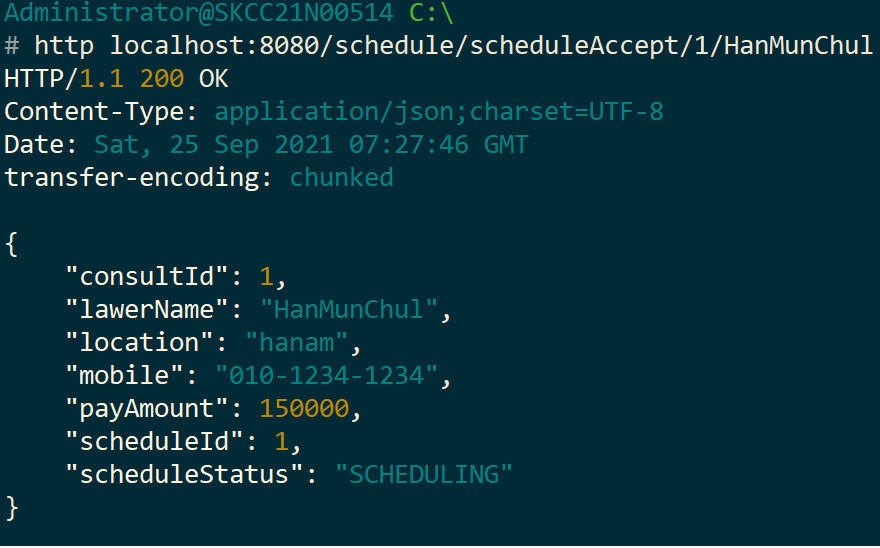 Administrator@SKCC21N00514 C:\
# http localhost:8080/schedule/scheduleAccept/1/HanMunChul
HTTP/1.1 200 OK
Content-Type: application/json;charset=UTF-8
Date: Sat, 25 Sep 2021 07:27:46 GMT
transfer-encoding: chunked

{
    "consultId": 1,
    "lawerName": "HanMunChul",
    "location": "hanam",
    "mobile": "010-1234-1234",
    "payAmount": 150000,
    "scheduleId": 1,
    "scheduleStatus": "SCHEDULING"
}